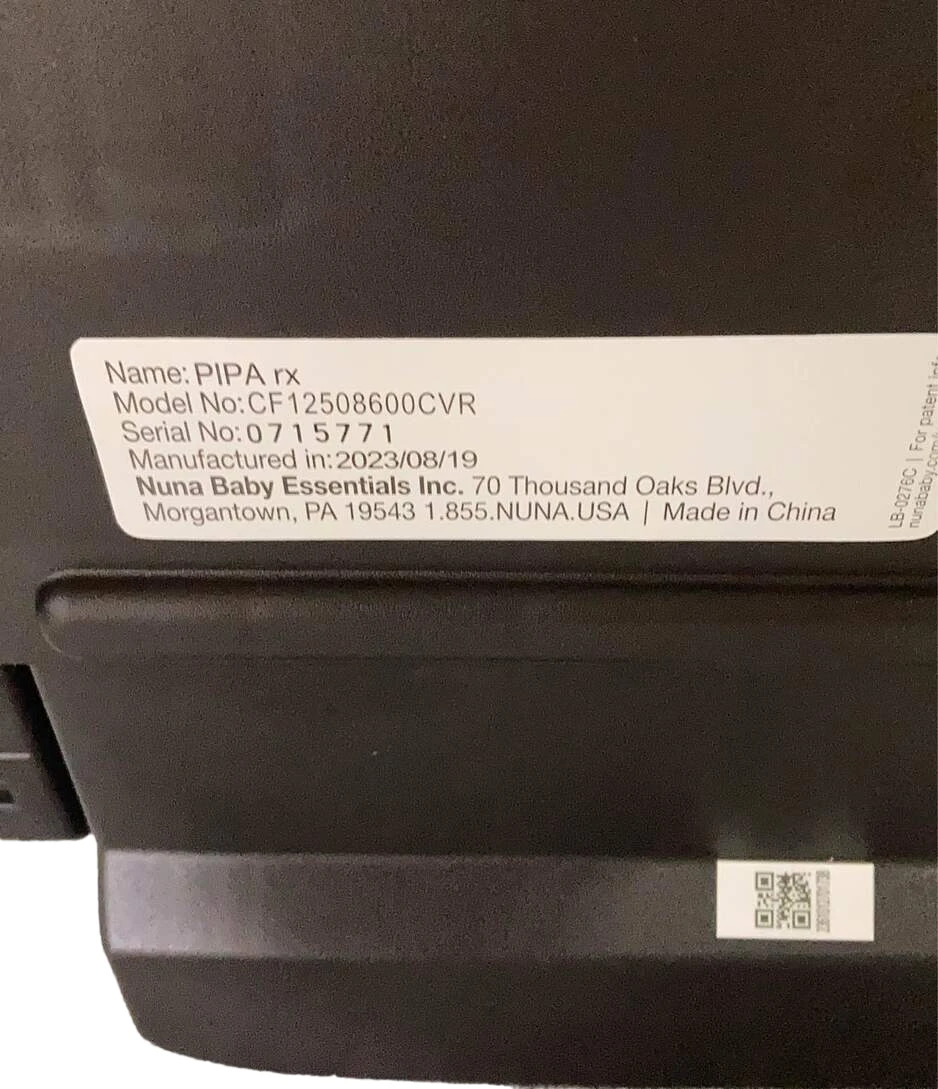 Name: PIPA rx
Model No:CF12508600CVR
Serial No:0715771
Manufactured in:2023/08/19
Nuna Baby Essentials Inc. 70 Thousand Oaks Blvd.,
Morgantown, PA 19543 1.855.NUNA.USA | Made in China
LB-0276C | For patent
nunababy.com/